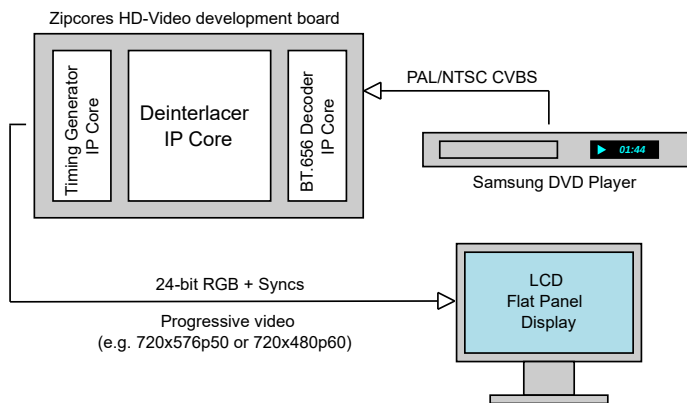 Zipcores HD-Video development board
Timing Generator
IP Core
Deinterlacer
IP Core
BT.656 Decoder
IP Core
PAL/NTSC CVBS
01:44
Samsung DVD Player
24-bit RGB + Syncs
Progressive video
(e.g. 720x576p50 or 720x480p60)
LCD
Flat Panel
Display